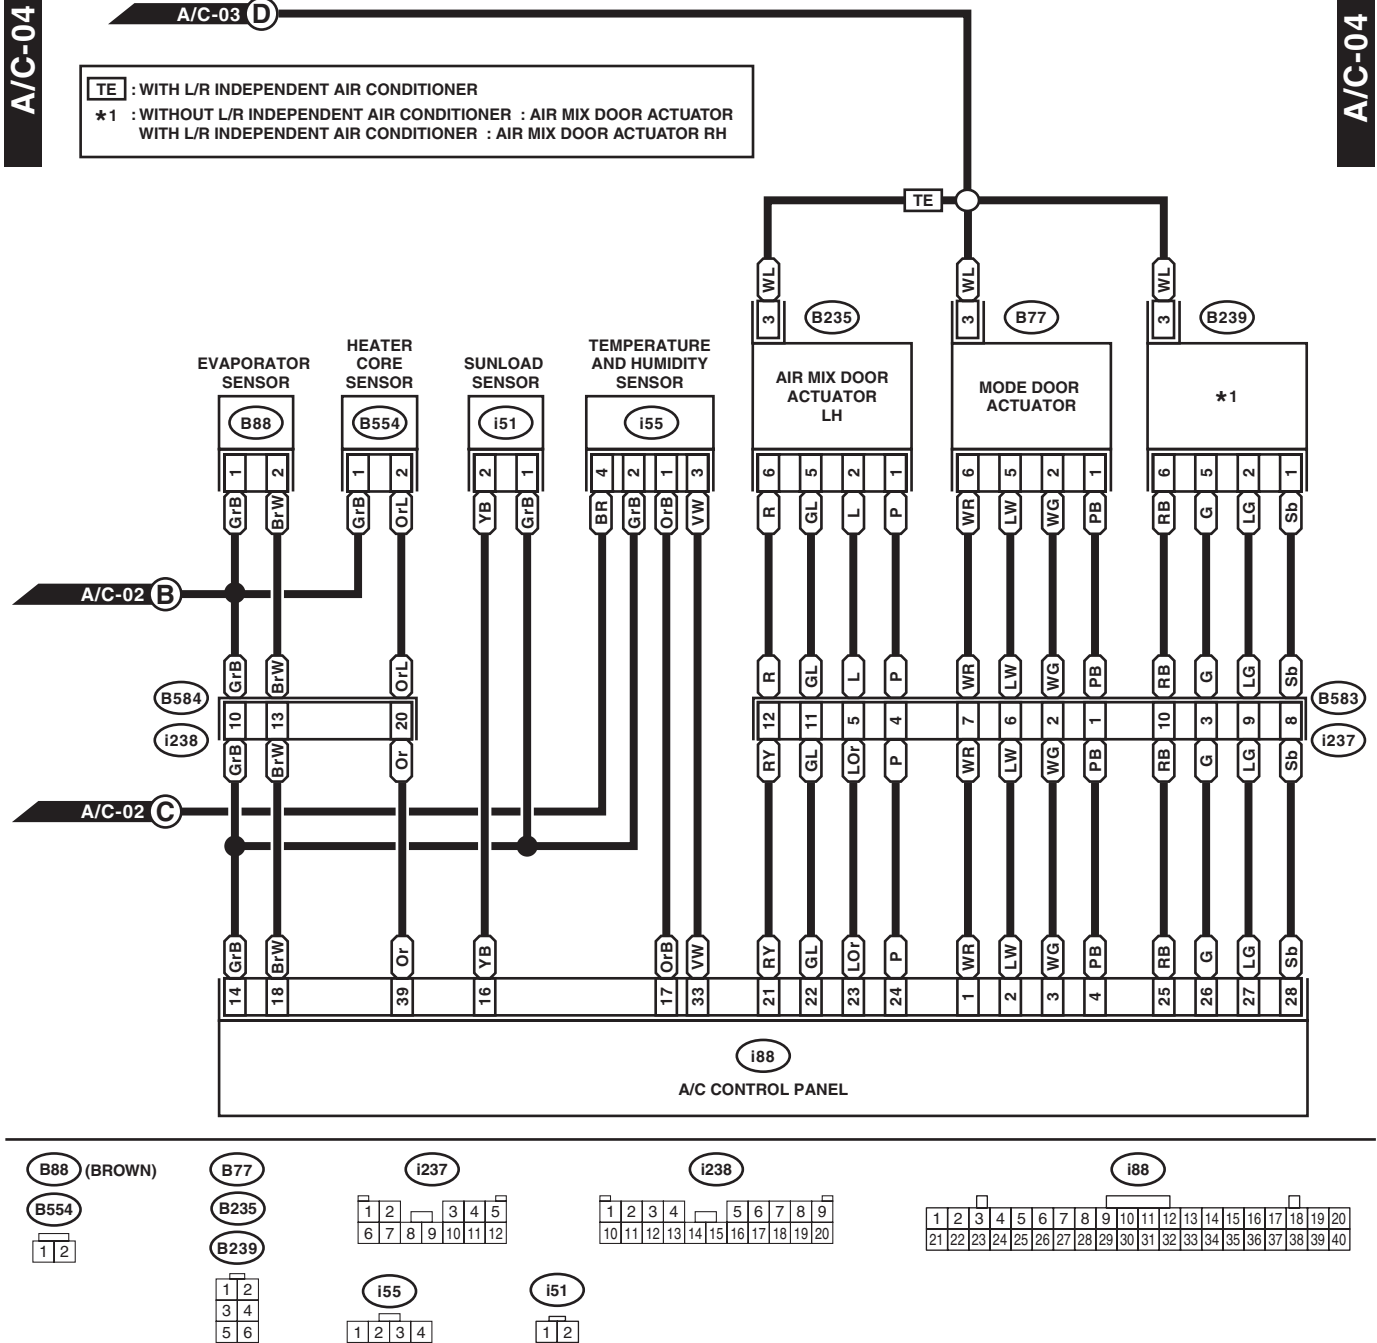 A/C-04
A/C-04
A/C-03 D
TE : WITH L/R INDEPENDENT AIR CONDITIONER
*1 : WITHOUT L/R INDEPENDENT AIR CONDITIONER : AIR MIX DOOR ACTUATOR
WITH L/R INDEPENDENT AIR CONDITIONER : AIR MIX DOOR ACTUATOR RH
TE
WL WL WL
3 B235 3 B77 3 B239
EVAPORATOR
SENSOR
HEATER
CORE
SENSOR
SUNLOAD
SENSOR
TEMPERATURE
AND HUMIDITY
SENSOR
AIR MIX DOOR
ACTUATOR
LH
MODE DOOR
ACTUATOR
*1
B88 B554 i51 i55
1 2 1 2 2 1 4 2 1 3 6 5 2 1 6 5 2 1 6 5 2 1
GrB BrW GrB OrL YB GrB BR GrB OrB VW R GL L P WR LW WG PB RB G LG Sb
A/C-02 B
GrB BrW OrL R GL L P WR LW WG PB RB G LG Sb
B584 B583
10 13 20 12 11 5 4 7 6 2 1 10 3 9 8
i238 i237
GrB BrW Or RY GL LOr P WR LW WG PB RB G LG Sb
A/C-02 C
GrB BrW Or YB OrB VW RY GL LOr P WR LW WG PB RB G LG Sb
14 18 39 16 17 33 21 22 23 24 1 2 3 4 25 26 27 28
i88
A/C CONTROL PANEL
B88 (BROWN)
B554
1 2
B77
B235
B239
1 2
3 4
5 6
i237
1 2 3 4 5
6 7 8 9 10 11 12
i55
1 2 3 4
i238
1 2 3 4 5 6 7 8 9
10 11 12 13 14 15 16 17 18 19 20
i51
1 2
i88
1 2 3 4 5 6 7 8 9 10 11 12 13 14 15 16 17 18 19 20
21 22 23 24 25 26 27 28 29 30 31 32 33 34 35 36 37 38 39 40